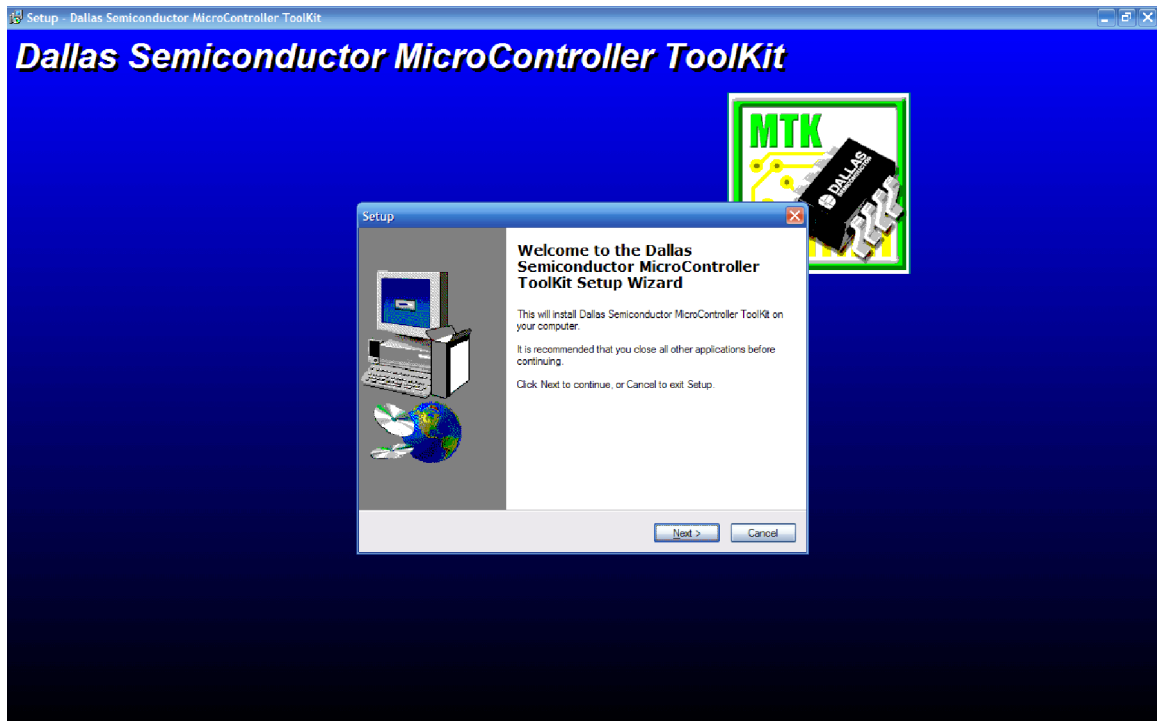 Setup - Dallas Semiconductor MicroController ToolKit
Dallas Semiconductor MicroController ToolKit
MTK
DALLAS
SEMICONDUCTOR
Setup
Welcome to the Dallas
Semiconductor MicroController
ToolKit Setup Wizard
This will install Dallas Semiconductor MicroController ToolKit on
your computer.
It is recommended that you close all other applications before
continuing.
Click Next to continue, or Cancel to exit Setup.
Next >
Cancel